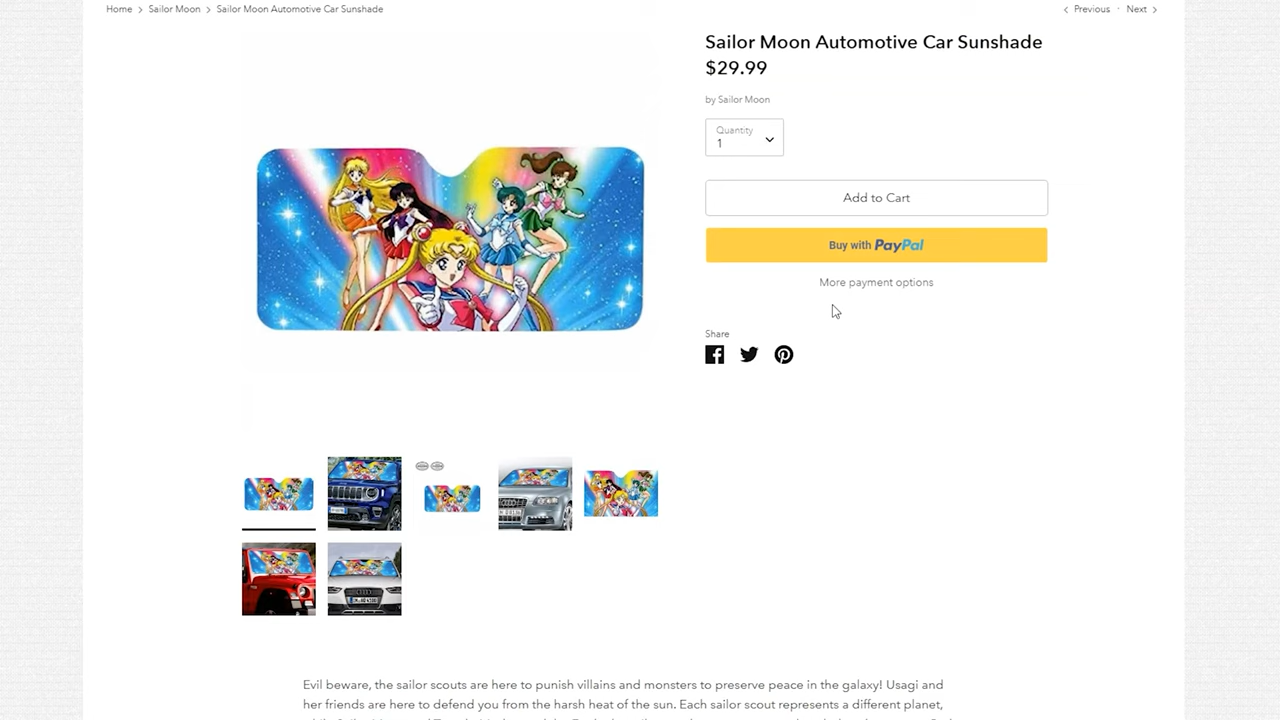 Home > Sailor Moon > Sailor Moon Automotive Car Sunshade
< Previous · Next >
Sailor Moon Automotive Car Sunshade
$29.99
by Sailor Moon
Quantity
1
Add to Cart
Buy with PayPal
More payment options
Share
Evil beware, the sailor scouts are here to punish villains and monsters to preserve peace in the galaxy! Usagi and
her friends are here to defend you from the harsh heat of the sun. Each sailor scout represents a different planet,